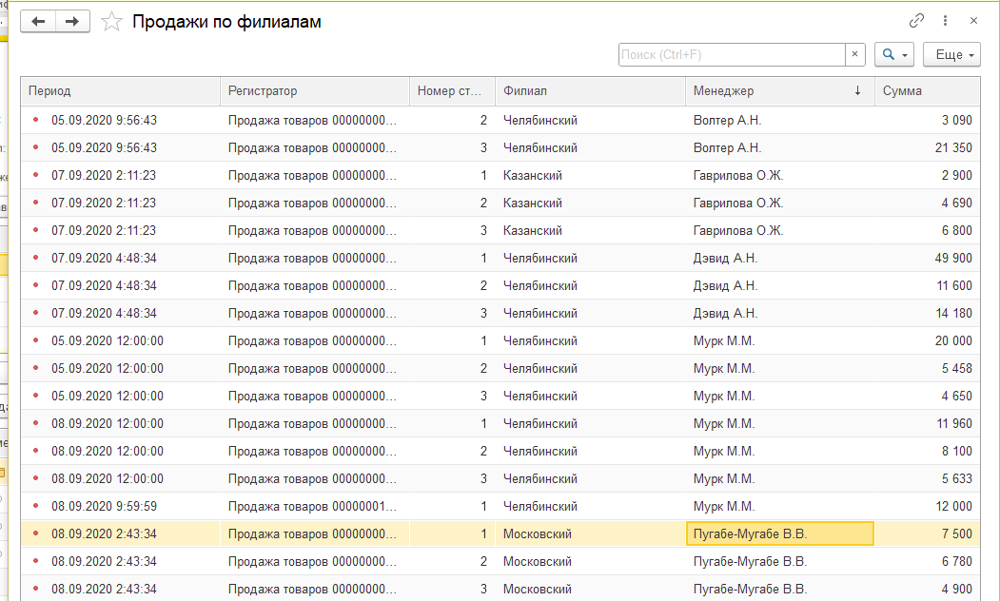 Продажи по филиалам
Поиск (Ctrl+F) × Еще
Период Регистратор Номер ст... Филиал Менеджер ↓ Сумма
05.09.2020 9:56:43 Продажа товаров 00000000... 2 Челябинский Волтер А.Н. 3 090
05.09.2020 9:56:43 Продажа товаров 00000000... 3 Челябинский Волтер А.Н. 21 350
07.09.2020 2:11:23 Продажа товаров 00000000... 1 Казанский Гаврилова О.Ж. 2 900
07.09.2020 2:11:23 Продажа товаров 00000000... 2 Казанский Гаврилова О.Ж. 4 690
07.09.2020 2:11:23 Продажа товаров 00000000... 3 Казанский Гаврилова О.Ж. 6 800
07.09.2020 4:48:34 Продажа товаров 00000000... 1 Челябинский Дэвид А.Н. 49 900
07.09.2020 4:48:34 Продажа товаров 00000000... 2 Челябинский Дэвид А.Н. 11 600
07.09.2020 4:48:34 Продажа товаров 00000000... 3 Челябинский Дэвид А.Н. 14 180
05.09.2020 12:00:00 Продажа товаров 00000000... 1 Челябинский Мурк М.М. 20 000
05.09.2020 12:00:00 Продажа товаров 00000000... 2 Челябинский Мурк М.М. 5 458
05.09.2020 12:00:00 Продажа товаров 00000000... 3 Челябинский Мурк М.М. 4 650
08.09.2020 12:00:00 Продажа товаров 00000000... 1 Челябинский Мурк М.М. 11 960
08.09.2020 12:00:00 Продажа товаров 00000000... 2 Челябинский Мурк М.М. 8 100
08.09.2020 12:00:00 Продажа товаров 00000000... 3 Челябинский Мурк М.М. 5 633
08.09.2020 9:59:59 Продажа товаров 00000001... 1 Челябинский Мурк М.М. 12 000
08.09.2020 2:43:34 Продажа товаров 00000000... 1 Московский Пугабе-Мугабе В.В. 7 500
08.09.2020 2:43:34 Продажа товаров 00000000... 2 Московский Пугабе-Мугабе В.В. 6 780
08.09.2020 2:43:34 Продажа товаров 00000000... 3 Московский Пугабе-Мугабе В.В. 4 900